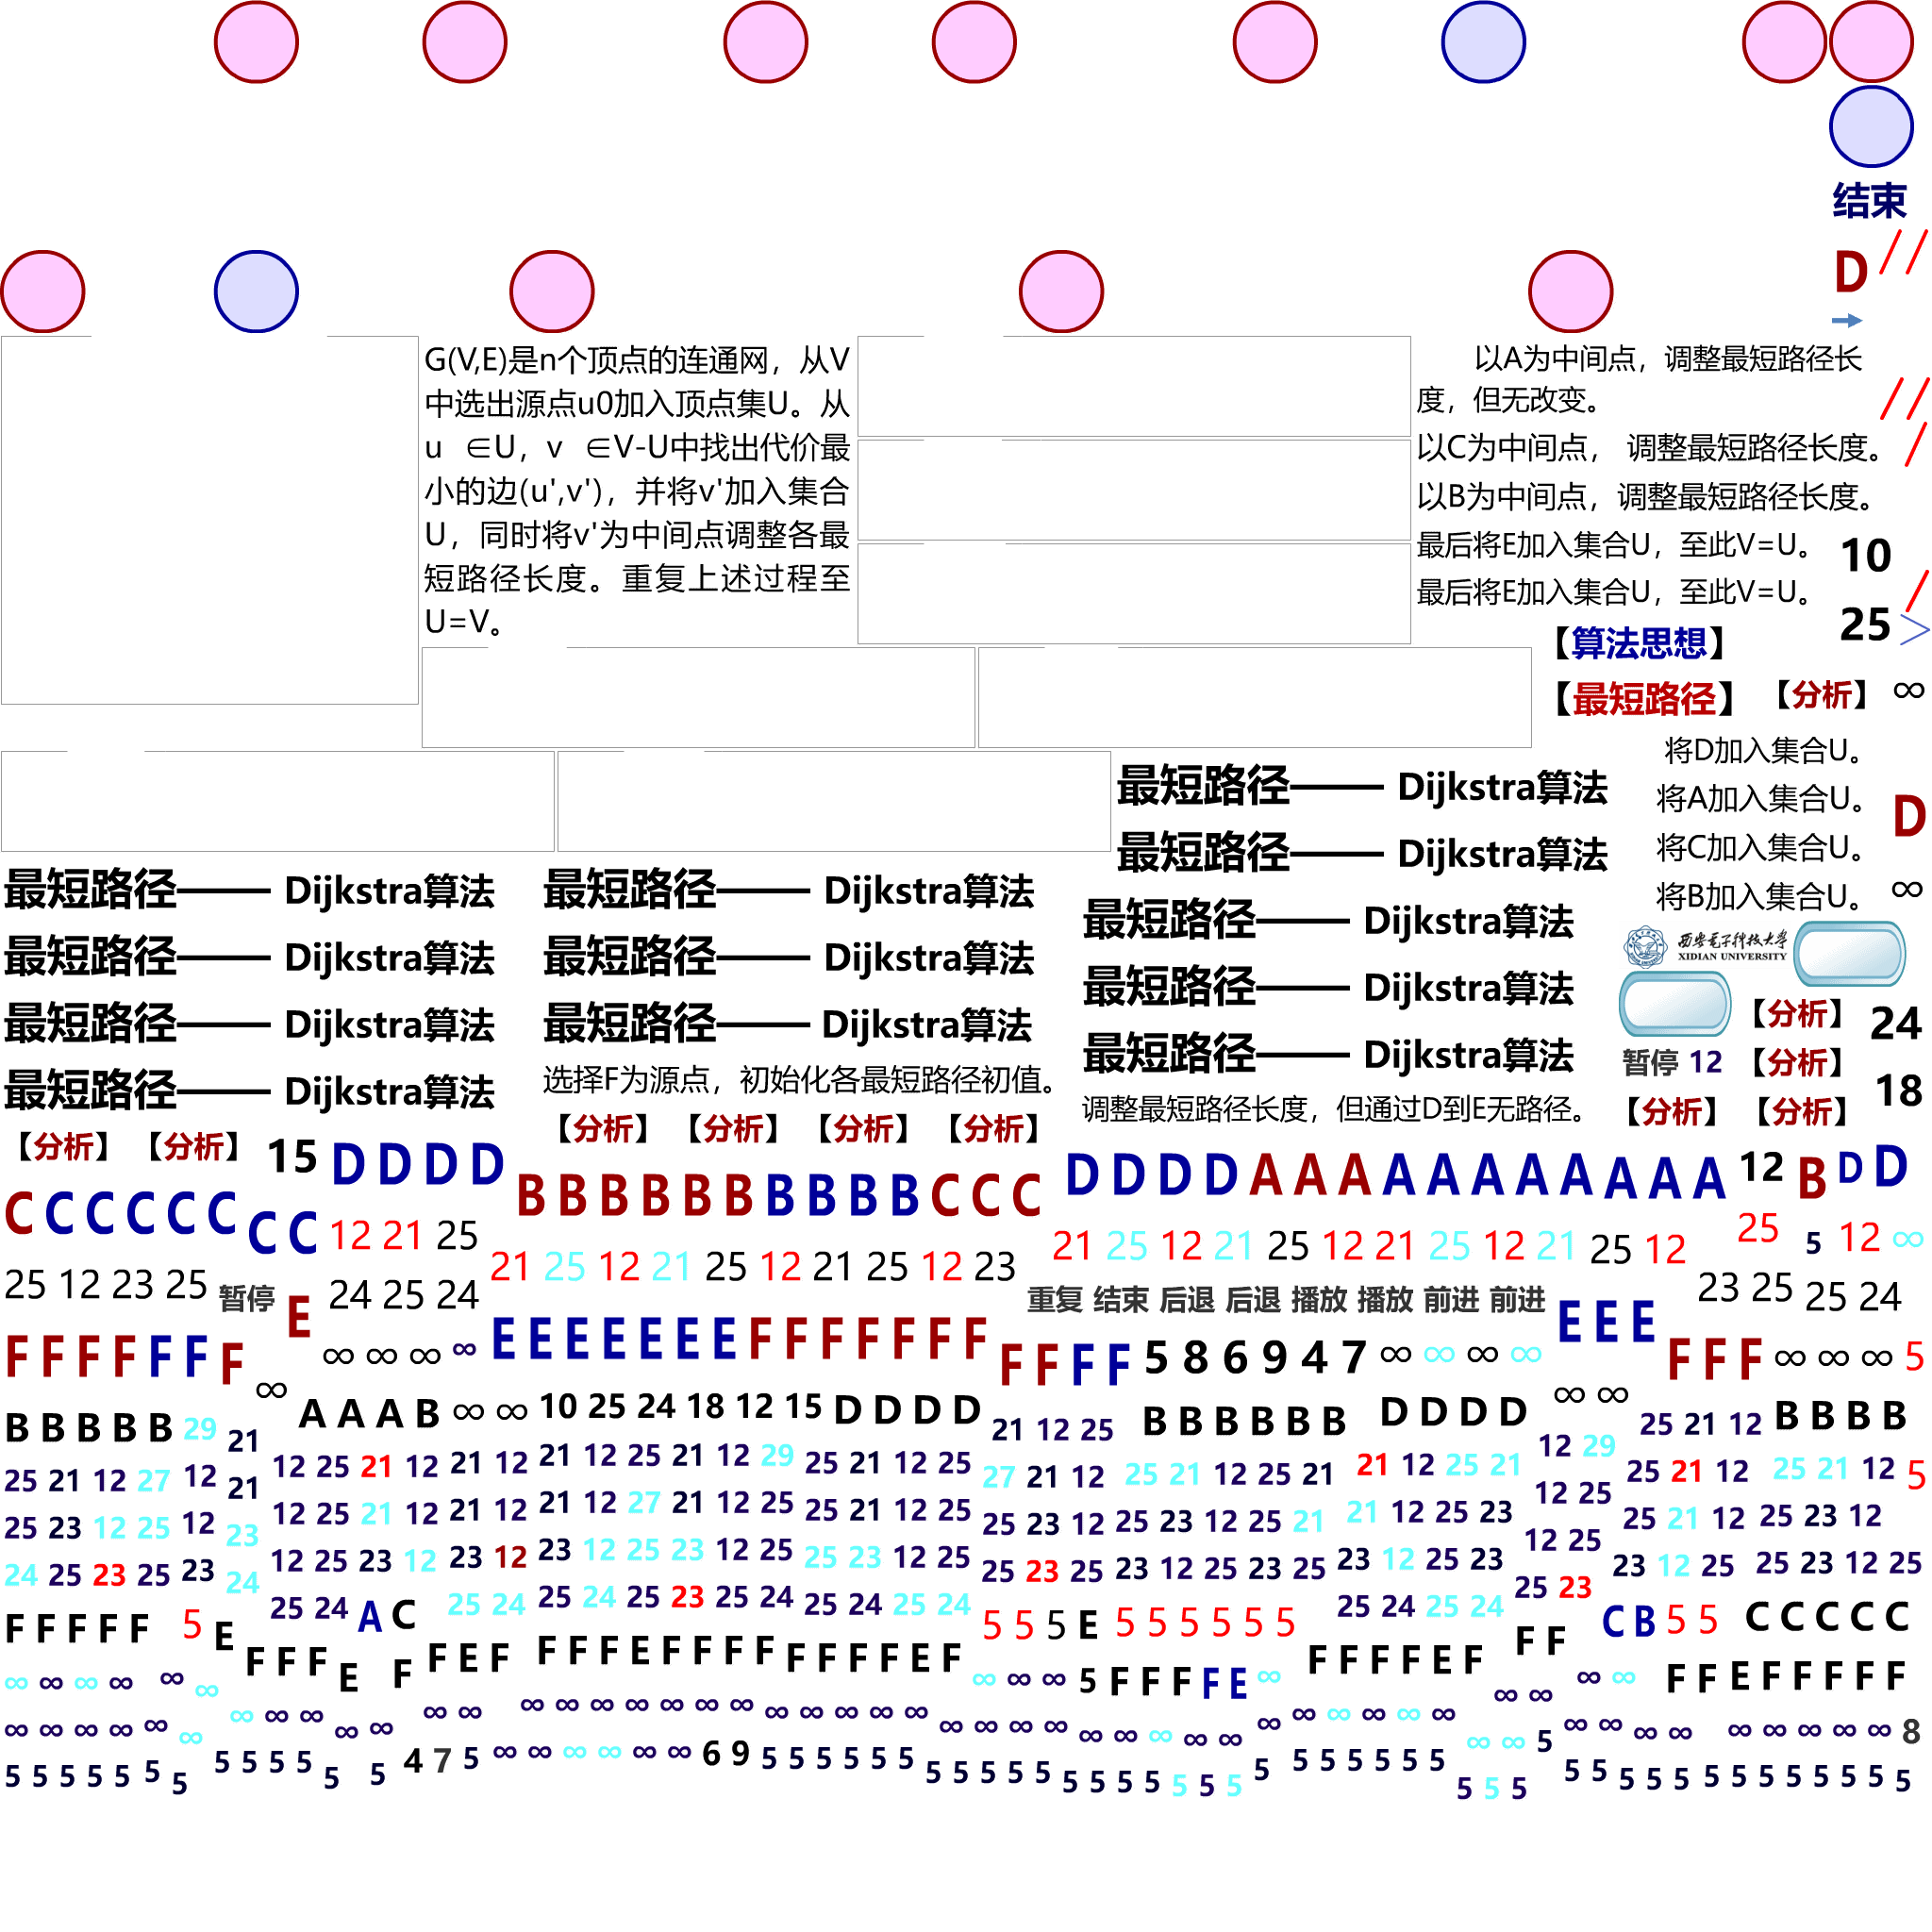 结束
D
G(V,E)是n个顶点的连通网，从V
中选出源点u0加入顶点集U。从
u ∈U，v ∈V-U中找出代价最
小的边(u',v')，并将v'加入集合
U，同时将v'为中间点调整各最
短路径长度。重复上述过程至
U=V。
以A为中间点，调整最短路径长
度，但无改变。
以C为中间点， 调整最短路径长度。
以B为中间点，调整最短路径长度。
最后将E加入集合U，至此V=U。
10
最后将E加入集合U，至此V=U。
25
【算法思想】
【最短路径】 【分析】 ∞
将D加入集合U。
将A加入集合U。
D
将C加入集合U。
将B加入集合U。
∞
最短路径—— Dijkstra算法
最短路径—— Dijkstra算法
最短路径—— Dijkstra算法
最短路径—— Dijkstra算法
最短路径—— Dijkstra算法
最短路径—— Dijkstra算法
最短路径—— Dijkstra算法
最短路径—— Dijkstra算法
最短路径—— Dijkstra算法
最短路径—— Dijkstra算法
最短路径—— Dijkstra算法
最短路径—— Dijkstra算法
选择F为源点，初始化各最短路径初值。
西安电子科技大学
XIDIAN UNIVERSITY
【分析】 24
暂停 12 【分析】
18
调整最短路径长度，但通过D到E无路径。
【分析】 【分析】
【分析】 【分析】 【分析】 【分析】
【分析】 【分析】 15 D D D D
B B B B B B B B B B C C C
D D D D A A A A A A A A A A A 12 B D D
C C C C C C C C 12 21 25
21 25 12 21 25 12 21 25 12 23
21 25 12 21 25 12 21 25 12 21 25 12 25 5 12 ∞
25 12 23 25 暂停 E 24 25 24
重复 结束 后退 后退 播放 播放 前进 前进 E E E 23 25 25 24
F F F F F F F ∞ ∞ ∞ ∞ ∞ E E E E E E E F F F F F F F
F F F F 5 8 6 9 4 7 ∞ ∞ ∞ ∞ F F F ∞ ∞ ∞ 5
B B B B B 29 21 A A A B ∞ ∞ 10 25 24 18 12 15 D D D D
21 12 25 B B B B B B D D D D ∞ ∞ 25 21 12 B B B B
25 21 12 27 12 21 12 25 21 12 21 12 21 12 25 21 12 29 25 21 12 25
27 21 12 25 21 12 25 21 21 12 25 21 12 29 25 21 12 25 21 12 5
25 23 12 25 12 23 12 25 21 12 21 12 21 12 27 21 12 25 25 21 12 25
25 23 12 25 23 12 25 21 21 12 25 23 12 25 25 21 12 25 23 12
24 25 23 25 23 24 12 25 23 12 23 12 23 12 25 23 12 25 25 23 12 25
25 23 25 23 12 25 23 25 23 12 25 23 12 25 23 12 25 25 23 12 25
25 24 A C 25 24 25 24 25 23 25 24 25 24 25 24
25 24 25 24 25 23
F F F F F 5 E 5 5 5 E 5 5 5 5 5 5 C B 5 5 C C C C C
F F F E F F E F F F F E F F F F F F F F E F
5 F F F F E ∞ F F F F E F F F F F E F F F F F
∞ ∞ ∞ ∞ ∞ ∞ ∞ ∞ ∞ ∞ ∞
∞ ∞ ∞ ∞ ∞ ∞ ∞ ∞ ∞ ∞ ∞ ∞ ∞ ∞ ∞ ∞ ∞ ∞ ∞ ∞ ∞
∞ ∞ ∞ ∞ ∞ ∞ ∞ ∞ ∞ ∞ ∞ ∞ ∞ ∞ ∞ ∞ ∞ ∞ ∞ ∞ ∞ ∞ ∞ ∞ ∞ 8
5 5 5 5 5 5 5 5 5 5 5 5 5 4 7 5 ∞ ∞ ∞ ∞ ∞ ∞ 6 9 5 5 5 5 5 5
5 5 5 5 5 5 5 5 5 5 5 5 5 5 5 5 5 5 5 5 5 5 5 5 5 5 5 5 5 5 5 5 5 5